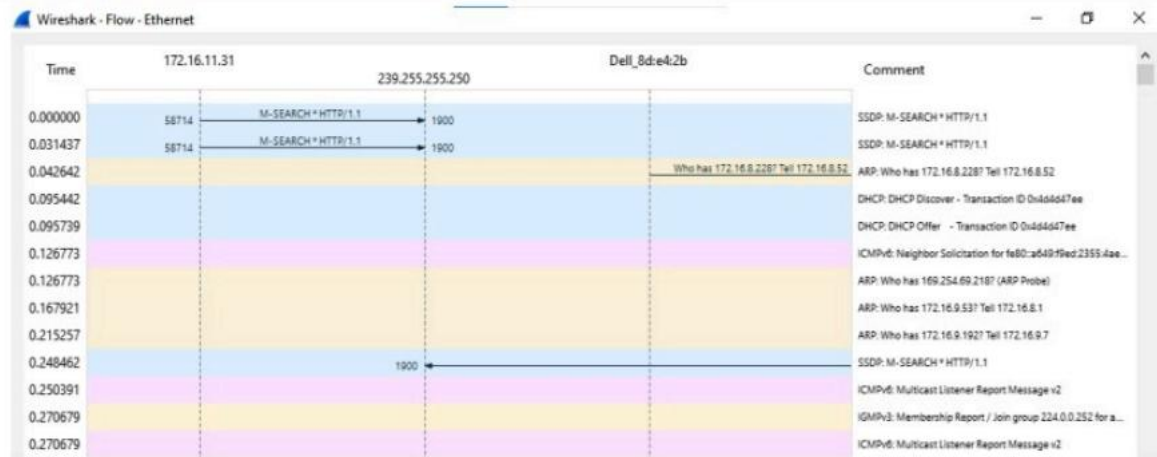 Wireshark - Flow - Ethernet
Time 172.16.11.31 239.255.255.250 Dell_8d:e4:2b Comment
0.000000 58714 M-SEARCH * HTTP/1.1 1900 SSDP: M-SEARCH * HTTP/1.1
0.031437 58714 M-SEARCH * HTTP/1.1 1900 SSDP: M-SEARCH * HTTP/1.1
0.042642 Who has 172.16.8.228? Tell 172.16.8.52 ARP: Who has 172.16.8.228? Tell 172.16.8.52
0.095442 DHCP: DHCP Discover - Transaction ID 0x4d4d47ee
0.095739 DHCP: DHCP Offer - Transaction ID 0x4d4d47ee
0.126773 ICMPv6: Neighbor Solicitation for fe80::a649:f9ed:2355:4ae...
0.126773 ARP: Who has 169.254.69.218? (ARP Probe)
0.167921 ARP: Who has 172.16.9.53? Tell 172.16.8.1
0.215257 ARP: Who has 172.16.9.192? Tell 172.16.9.7
0.248462 1900 SSDP: M-SEARCH * HTTP/1.1
0.250391 ICMPv6: Multicast Listener Report Message v2
0.270679 IGMPv3: Membership Report / Join group 224.0.0.252 for a...
0.270679 ICMPv6: Multicast Listener Report Message v2